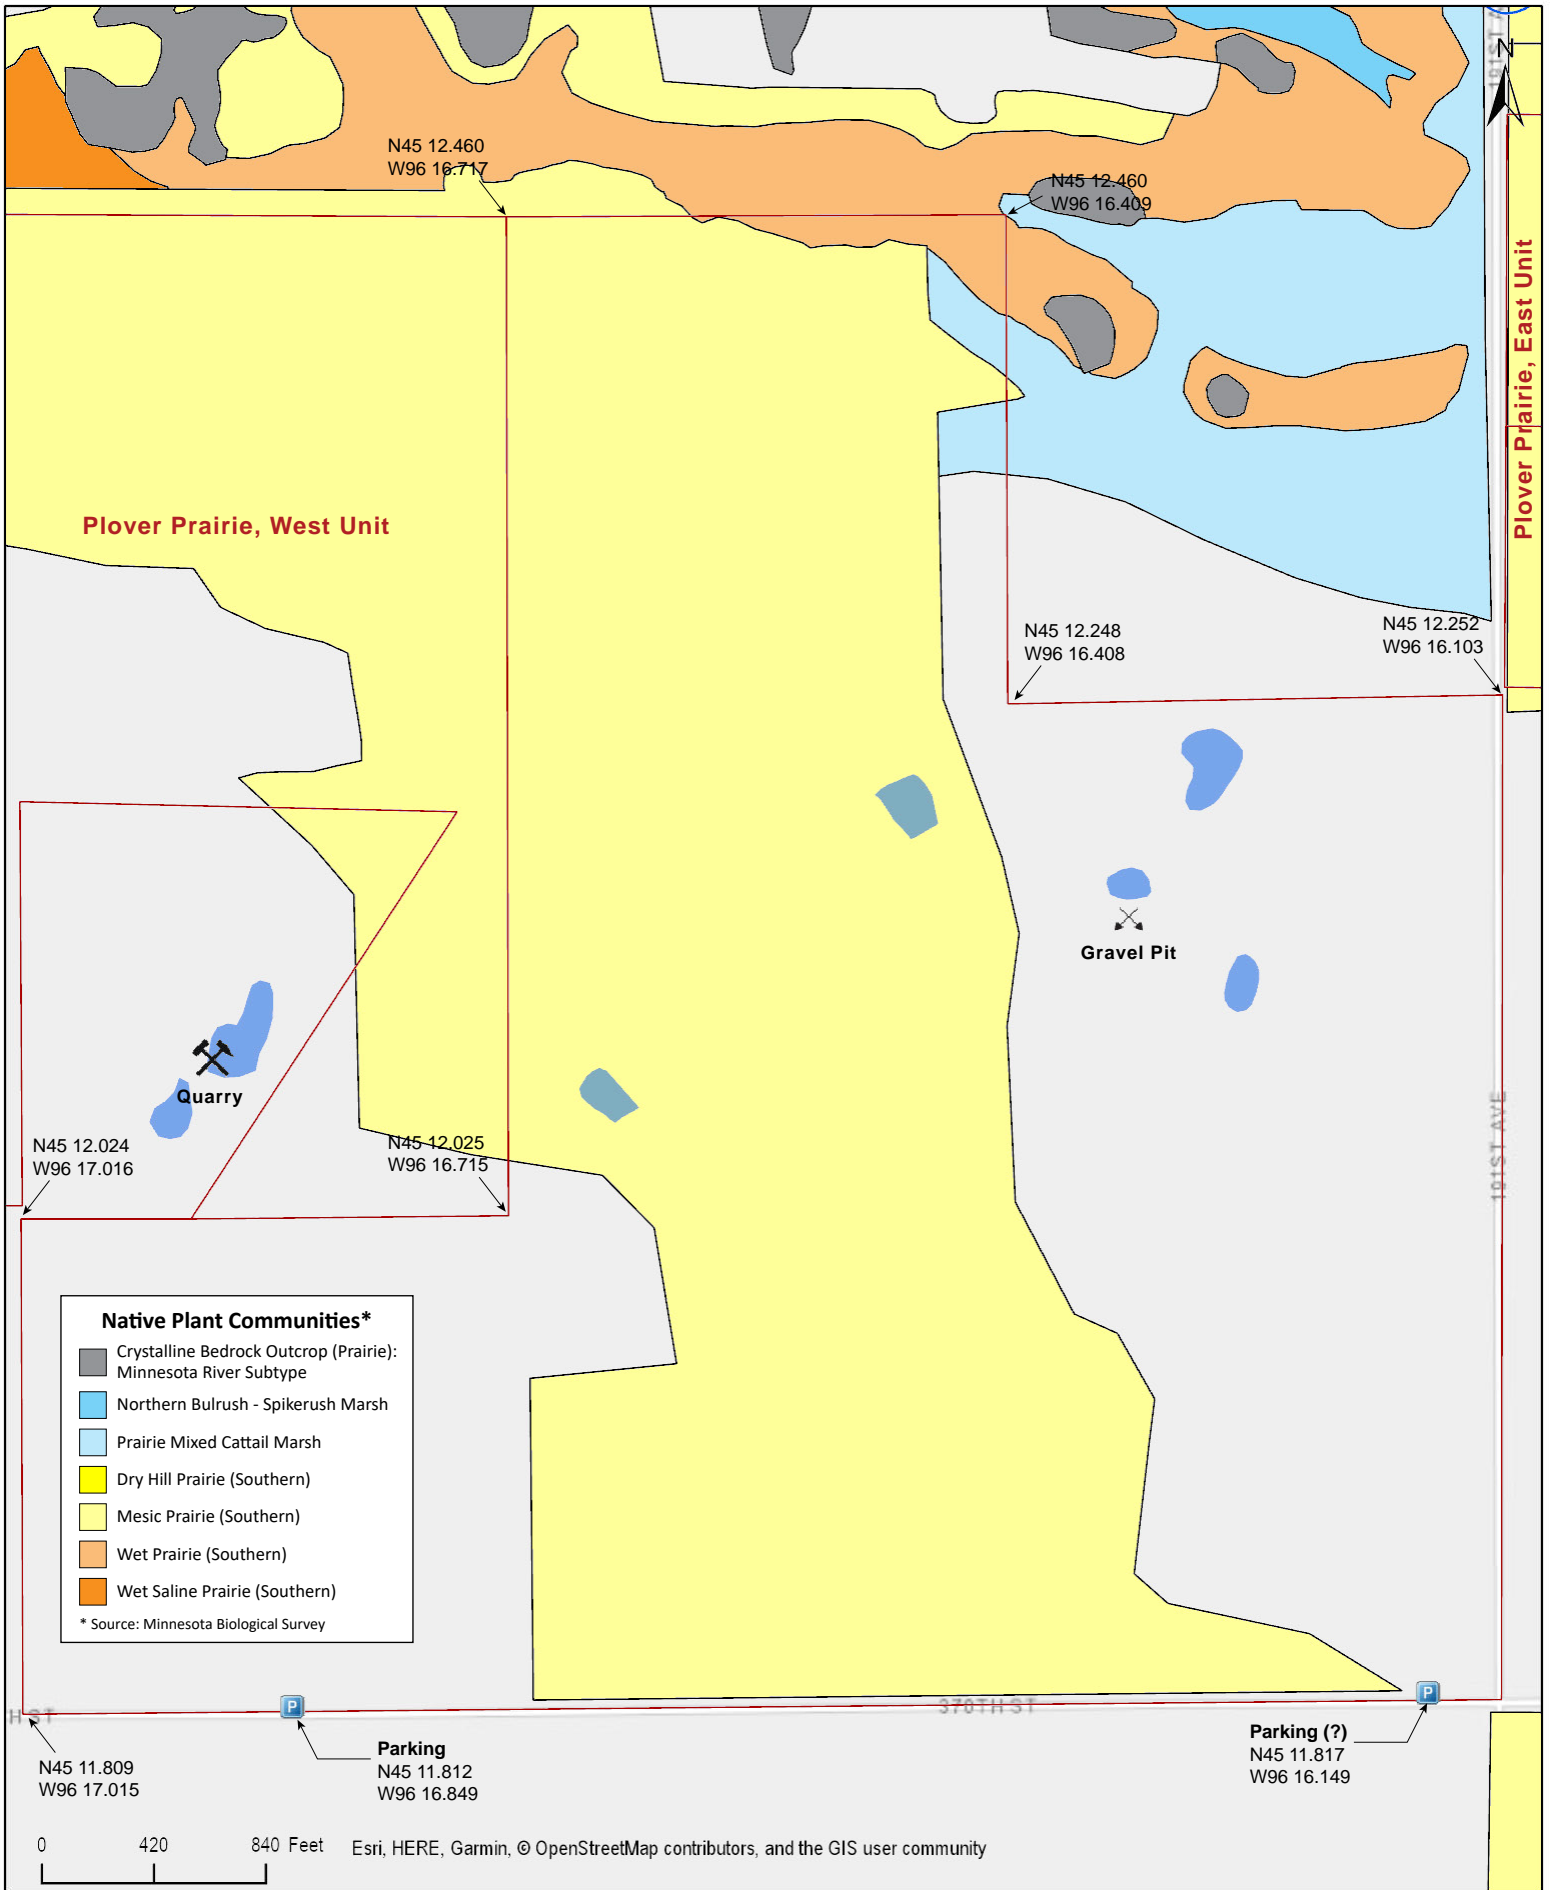 191ST A
N
N45 12.460
W96 16.717
N45 12.460
W96 16.409
Plover Prairie, East Unit
Plover Prairie, West Unit
N45 12.248
W96 16.408
N45 12.252
W96 16.103
Gravel Pit
Quarry
191ST AVE
N45 12.024
W96 17.016
N45 12.025
W96 16.715
Native Plant Communities*
Crystalline Bedrock Outcrop (Prairie):
Minnesota River Subtype
Northern Bulrush - Spikerush Marsh
Prairie Mixed Cattail Marsh
Dry Hill Prairie (Southern)
Mesic Prairie (Southern)
Wet Prairie (Southern)
Wet Saline Prairie (Southern)
* Source: Minnesota Biological Survey
P
P
H ST
370TH ST
N45 11.809
W96 17.015
Parking
N45 11.812
W96 16.849
Parking (?)
N45 11.817
W96 16.149
0 420 840 Feet
Esri, HERE, Garmin, © OpenStreetMap contributors, and the GIS user community